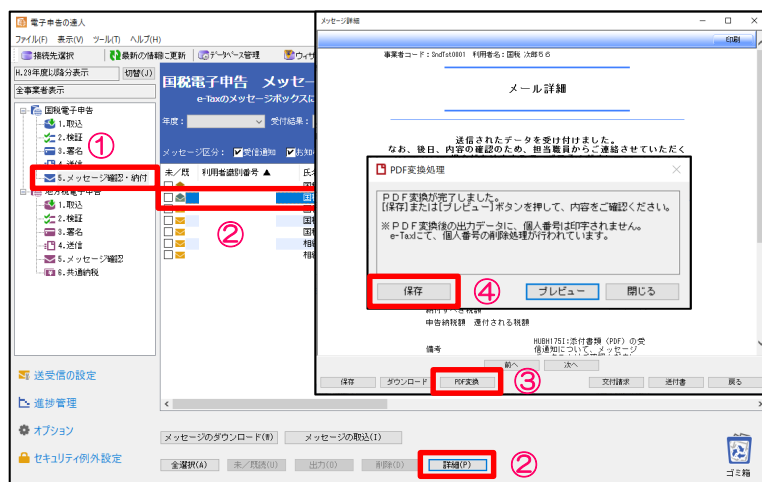 電子申告の達人
ファイル(F) 表示(V) ツール(T) ヘルプ(H)
接続先選択 最新の情報に更新 データベース管理 ウィザ
H.29年度以降分表示 切替(J)
全事業者表示
国税電子申告
1.取込
2.検証
3.署名
4.送信
5.メッセージ確認・納付
地方税電子申告
1.取込
2.検証
3.署名
4.送信
5.メッセージ確認
6.共通納税
①
送受信の設定
進捗管理
オプション
セキュリティ例外設定
国税電子申告 メッセー
e-Taxのメッセージボックスに
年度: 受付結果:
メッセージ区分: 受信通知 お知
未/既 利用者識別番号 ▲ 氏名
国
国
国
国
相続
相続
②
メッセージのダウンロード(W) メッセージの取込(I)
全選択(A) 未/既読(U) 出力(O) 削除(D) 詳細(P)
②
ゴミ箱
メッセージ詳細
印刷
事業者コード:SndTst0001 利用者名:国税 次郎56
メール詳細
送信されたデータを受け付けました。
なお、後日、内容の確認のため、担当職員からご連絡させていただく
PDF変換処理
PDF変換が完了しました。
[保存]または[プレビュー]ボタンを押して、内容をご確認ください。
※PDF変換後の出力データに、個人番号は印字されません。
e-Taxにて、個人番号の削除処理が行われています。
保存 ④ プレビュー 閉じる
申告納税額 還付される税額
備考
HUBH175I:添付書類(PDF)の受
信通知について、メッセージ
前へ 次へ
保存 ダウンロード PDF変換 ③ 交付請求 送付書 戻る